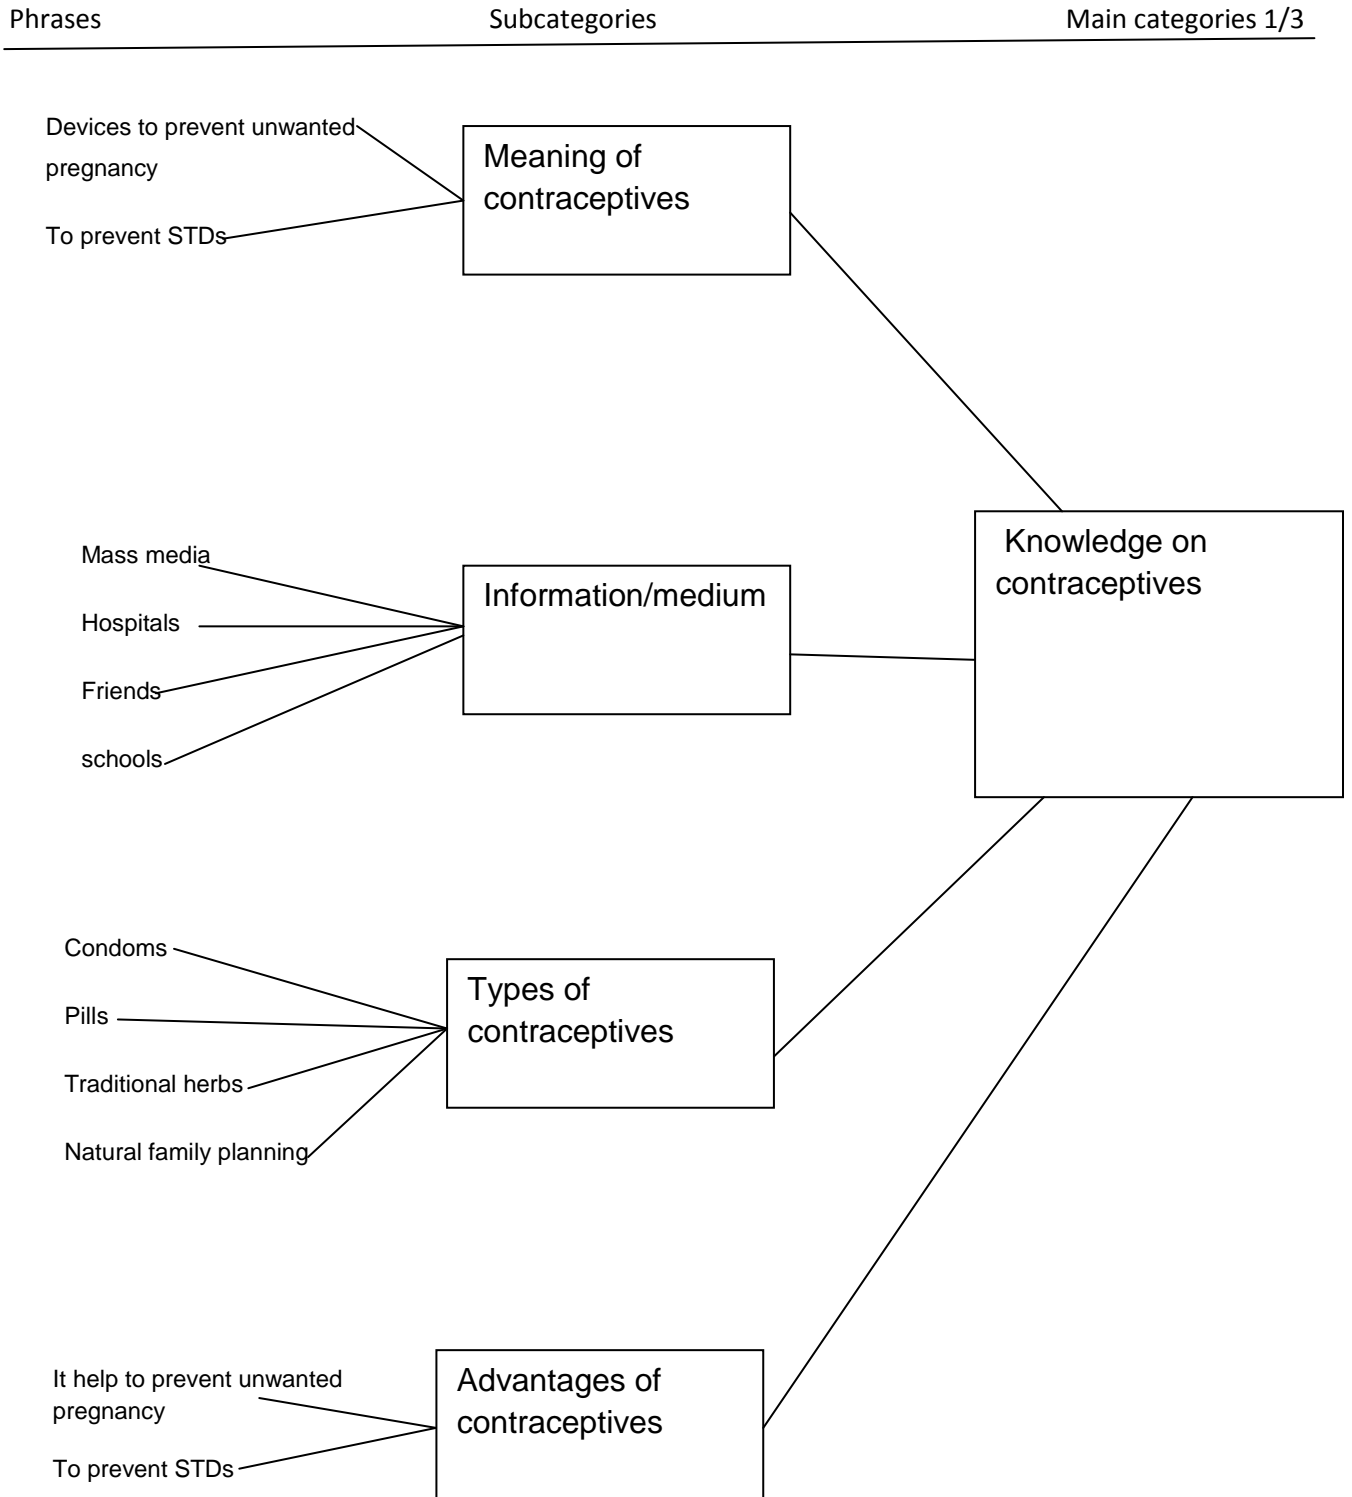 Phrases Subcategories Main categories 1/3
Devices to prevent unwanted
pregnancy
To prevent STDs
Meaning of
contraceptives
Mass media
Hospitals
Friends
schools
Information/medium
Knowledge on
contraceptives
Condoms
Pills
Traditional herbs
Natural family planning
Types of
contraceptives
It help to prevent unwanted
pregnancy
To prevent STDs
Advantages of
contraceptives